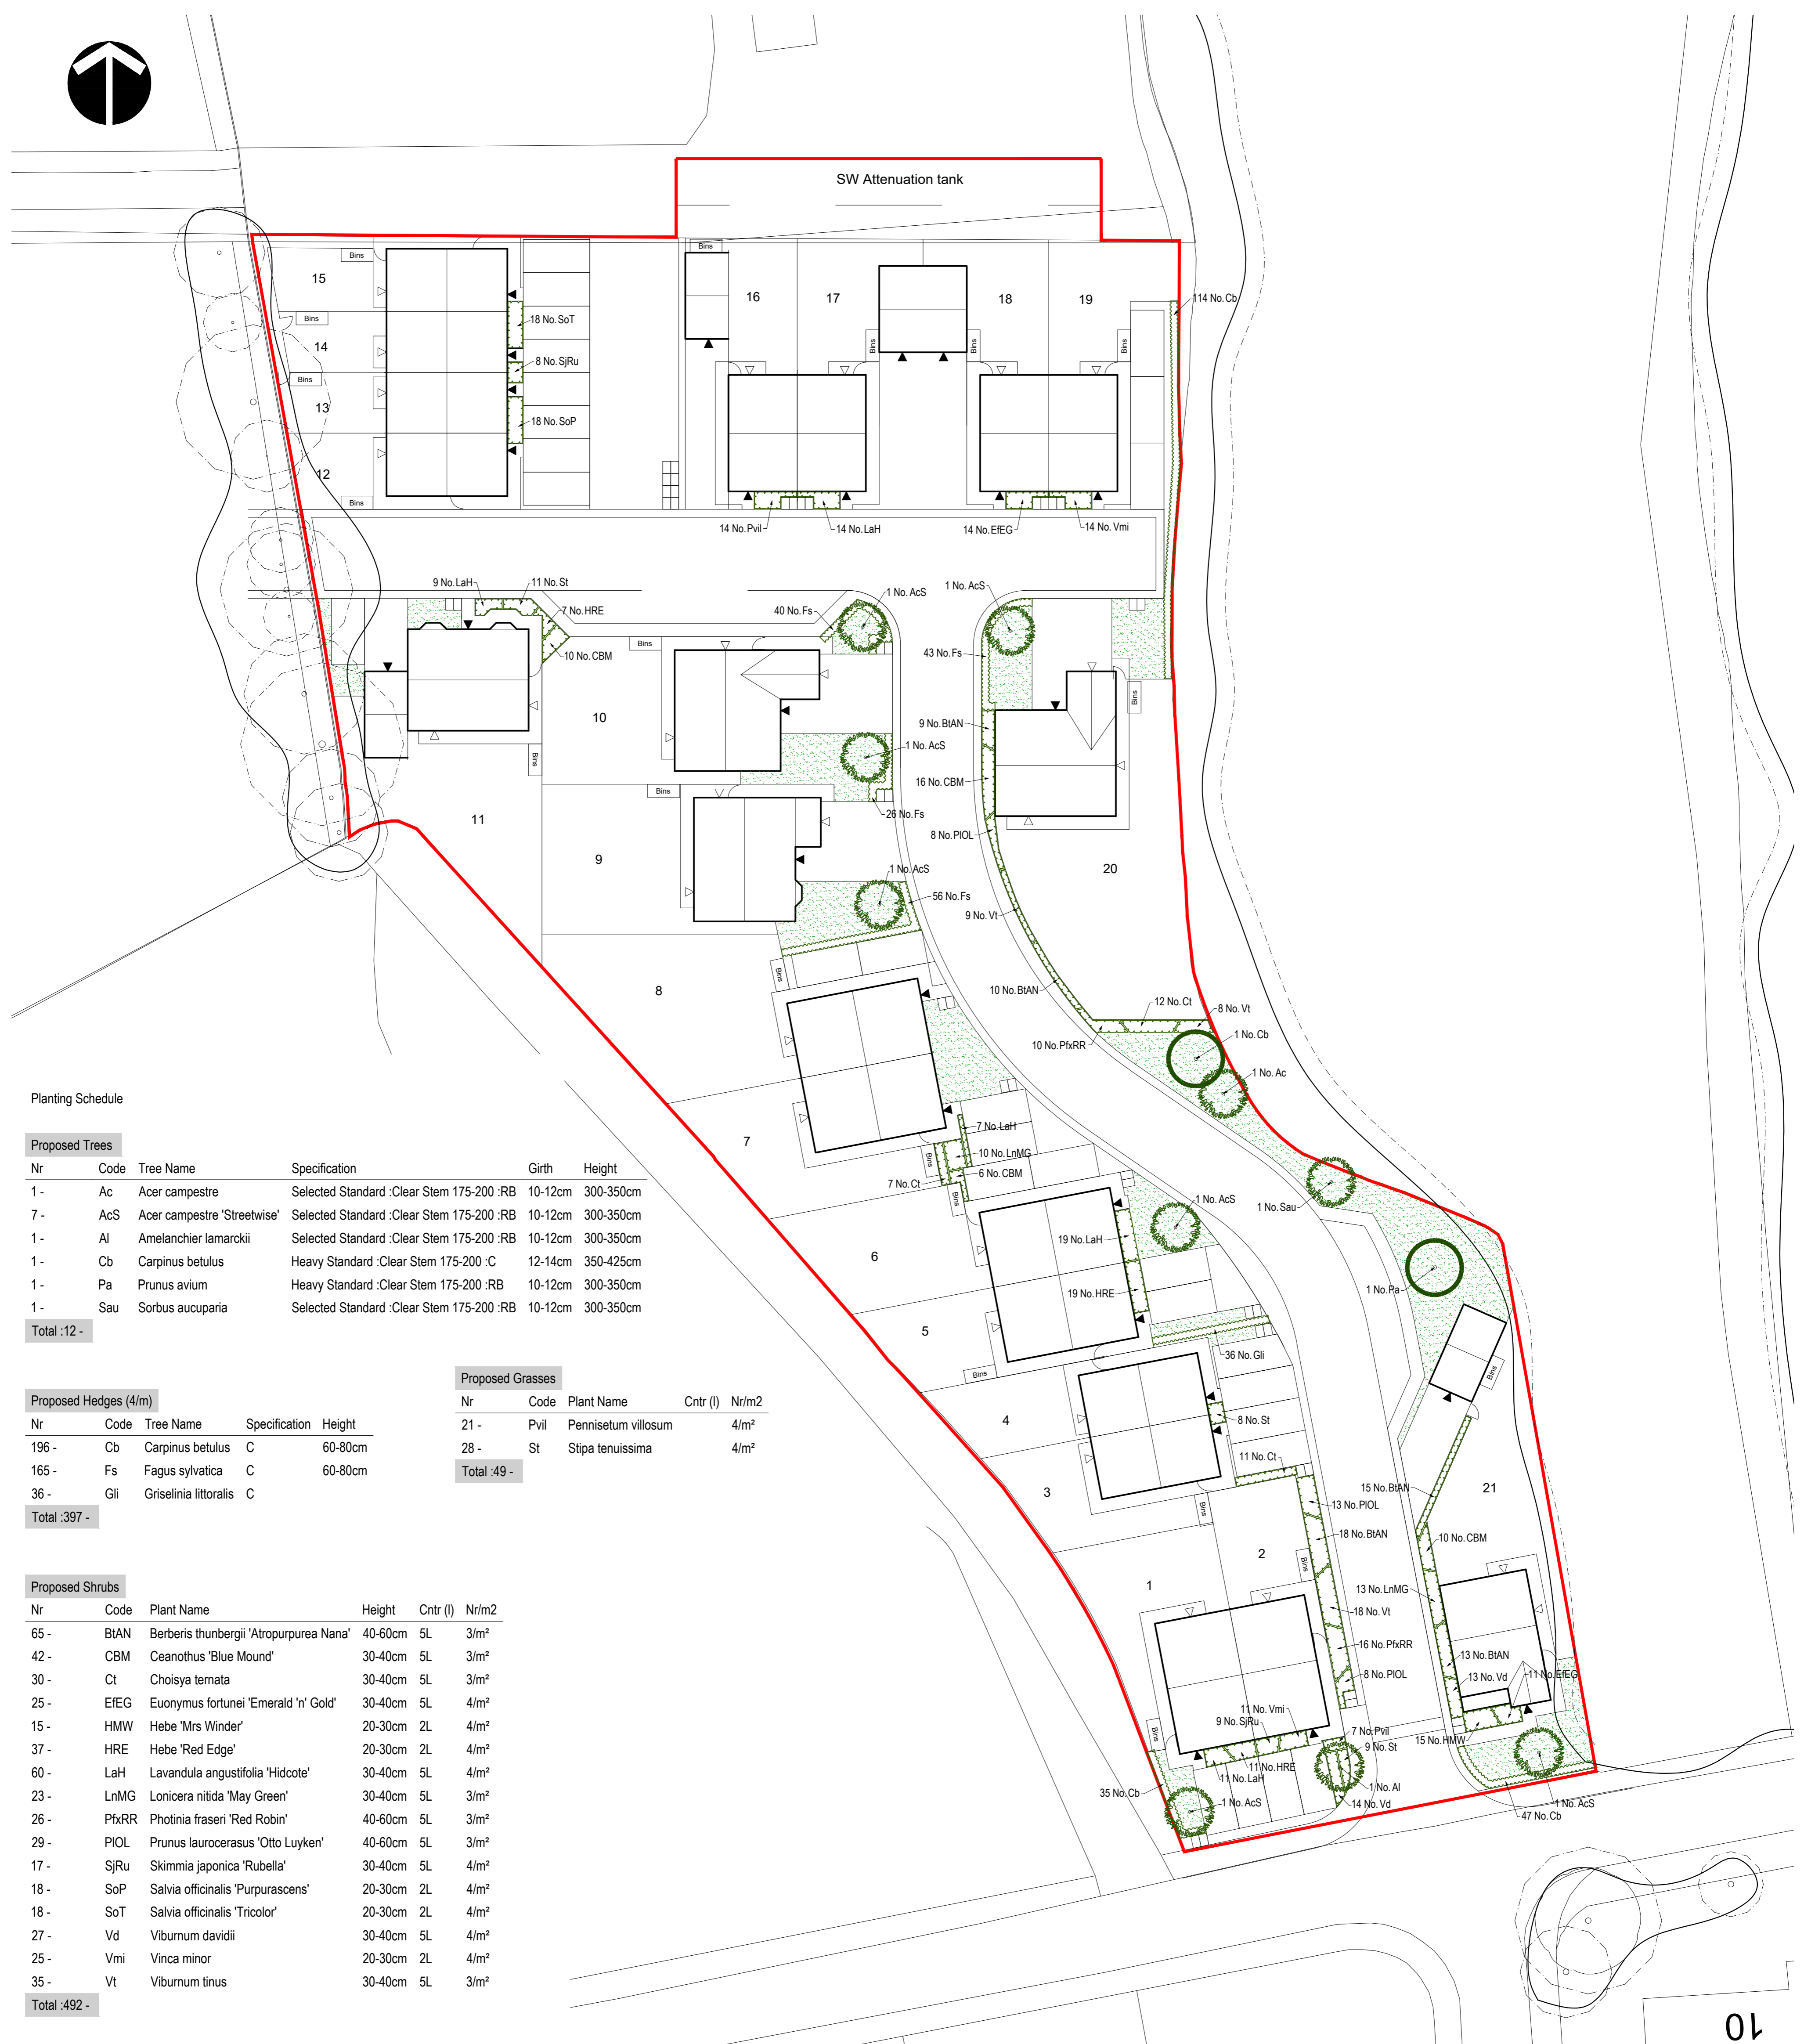 SW Attenuation tank
Bins
Bins
15
16
17
18
19
114 No. Cb
Bins
18 No. SoT
14
Bins
Bins
Bins
8 No. SjRu
Bins
13
18 No. SoP
12
Bins
14 No. Pvil
14 No. LaH
14 No. EfEG
14 No. Vmi
9 No. LaH
11 No. St
1 No. AcS
1 No. AcS
7 No. HRE
40 No. Fs
Bins
10 No. CBM
43 No. Fs
Bins
10
9 No. BtAN
1 No. AcS
Bins
16 No. CBM
Bins
26 No. Fs
11
8 No. PlOL
9
1 No. AcS
20
56 No. Fs
9 No. Vt
Bins
8
10 No. BtAN
12 No. Ct
8 No. Vt
1 No. Cb
10 No. PfxRR
1 No. Ac
7
7 No. LaH
10 No. LnMG
Bins
6 No. CBM
7 No. Ct
Bins
1 No. AcS
1 No. Sau
19 No. LaH
6
1 No. Pa
19 No. HRE
5
36 No. Gli
Bins
Bins
4
8 No. St
11 No. Ct
3
15 No. BtAN
21
Bins
13 No. PlOL
18 No. BtAN
10 No. CBM
2
Bins
1
13 No. LnMG
18 No. Vt
16 No. PfxRR
13 No. BtAN
8 No. PlOL
13 No. Vd
11 No. EfEG
11 No. Vmi
9 No. SjRu
Bins
7 No. Pvil
15 No. HMW
9 No. St
11 No. HRE
11 No. LaH
1 No. Al
35 No. Cb
1 No. AcS
14 No. Vd
1 No. AcS
47 No. Cb
10
Planting Schedule
Proposed Trees
Nr Code Tree Name Specification Girth Height
1 - Ac Acer campestre Selected Standard :Clear Stem 175-200 :RB 10-12cm 300-350cm
7 - AcS Acer campestre 'Streetwise' Selected Standard :Clear Stem 175-200 :RB 10-12cm 300-350cm
1 - Al Amelanchier lamarckii Selected Standard :Clear Stem 175-200 :RB 10-12cm 300-350cm
1 - Cb Carpinus betulus Heavy Standard :Clear Stem 175-200 :C 12-14cm 350-425cm
1 - Pa Prunus avium Heavy Standard :Clear Stem 175-200 :RB 10-12cm 300-350cm
1 - Sau Sorbus aucuparia Selected Standard :Clear Stem 175-200 :RB 10-12cm 300-350cm
Total :12 -
Proposed Hedges (4/m)
Nr Code Tree Name Specification Height
196 - Cb Carpinus betulus C 60-80cm
165 - Fs Fagus sylvatica C 60-80cm
36 - Gli Griselinia littoralis C
Total :397 -
Proposed Grasses
Nr Code Plant Name Cntr (l) Nr/m2
21 - Pvil Pennisetum villosum 4/m²
28 - St Stipa tenuissima 4/m²
Total :49 -
Proposed Shrubs
Nr Code Plant Name Height Cntr (l) Nr/m2
65 - BtAN Berberis thunbergii 'Atropurpurea Nana' 40-60cm 5L 3/m²
42 - CBM Ceanothus 'Blue Mound' 30-40cm 5L 3/m²
30 - Ct Choisya ternata 30-40cm 5L 3/m²
25 - EfEG Euonymus fortunei 'Emerald 'n' Gold' 30-40cm 5L 4/m²
15 - HMW Hebe 'Mrs Winder' 20-30cm 2L 4/m²
37 - HRE Hebe 'Red Edge' 20-30cm 2L 4/m²
60 - LaH Lavandula angustifolia 'Hidcote' 30-40cm 5L 4/m²
23 - LnMG Lonicera nitida 'May Green' 30-40cm 5L 3/m²
26 - PfxRR Photinia fraseri 'Red Robin' 40-60cm 5L 3/m²
29 - PlOL Prunus laurocerasus 'Otto Luyken' 40-60cm 5L 3/m²
17 - SjRu Skimmia japonica 'Rubella' 30-40cm 5L 4/m²
18 - SoP Salvia officinalis 'Purpurascens' 20-30cm 2L 4/m²
18 - SoT Salvia officinalis 'Tricolor' 20-30cm 2L 4/m²
27 - Vd Viburnum davidii 30-40cm 5L 4/m²
25 - Vmi Vinca minor 20-30cm 2L 4/m²
35 - Vt Viburnum tinus 30-40cm 5L 3/m²
Total :492 -